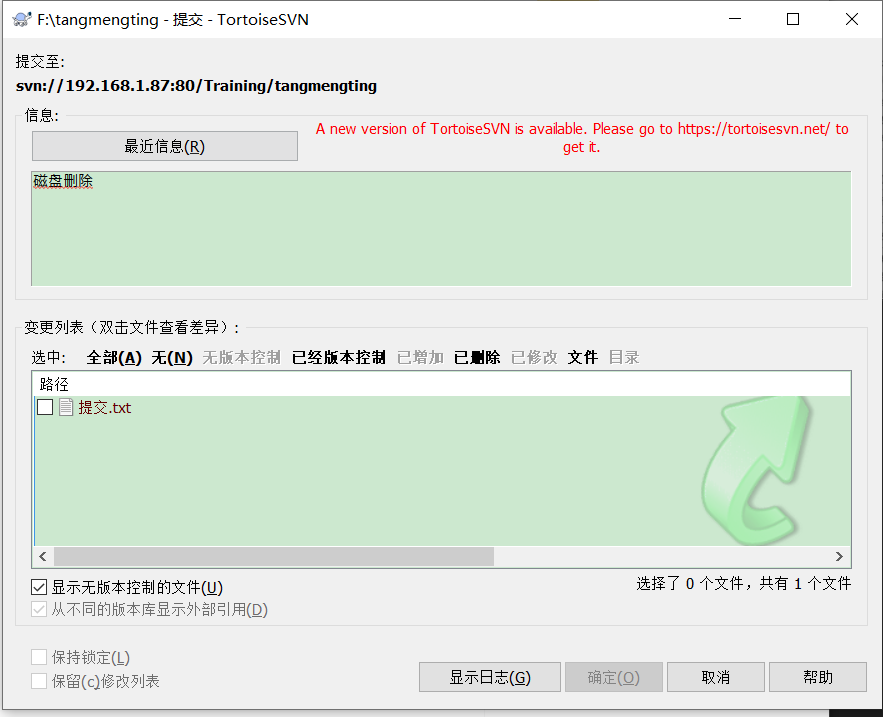 F:\tangmengting - 提交 - TortoiseSVN
提交至:
svn://192.168.1.87:80/Training/tangmengting
信息:
最近信息(R)
A new version of TortoiseSVN is available. Please go to https://tortoisesvn.net/ to
get it.
磁盘删除
变更列表（双击文件查看差异）:
选中: 全部(A) 无(N) 无版本控制 已经版本控制 已增加 已删除 已修改 文件 目录
路径
提交.txt
显示无版本控制的文件(U)
选择了 0 个文件，共有 1 个文件
从不同的版本库显示外部引用(D)
保持锁定(L)
保留(c)修改列表
显示日志(G) 确定(O) 取消 帮助